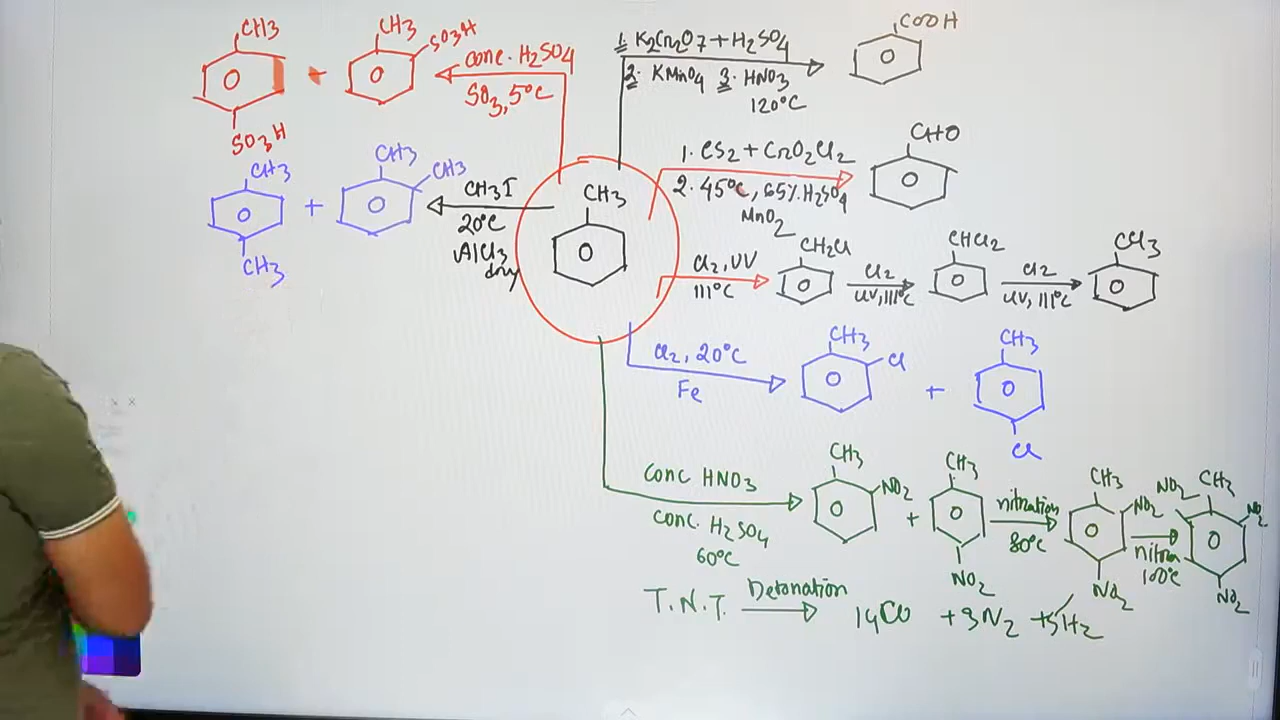 CH3
CH3
SO3H
conc. H2SO4
+
SO3, 5°C
SO3H
1. K2Cr2O7 + H2SO4
2. KMnO4 3. HNO3
120°C
COOH
1. CS2 + CrO2Cl2
2. 45°C, 65%. H2SO4
MnO2
CHO
CH3
CH3
CH3
+
CH3
CH3I
20°C
AlCl3
dry
CH3
Cl2, UV
111°C
CH2Cl
Cl2
UV, 111°C
CHCl2
Cl2
UV, 111°C
CCl3
Cl2, 20°C
Fe
CH3
Cl
+
CH3
Cl
Conc HNO3
Conc. H2SO4
60°C
CH3
NO2
+
CH3
NO2
nitration
80°C
CH3
NO2
NO2
nitra
100°C
NO2
CH3
NO2
NO2
T.N.T. Detonation 14CO + 3N2 + 5H2